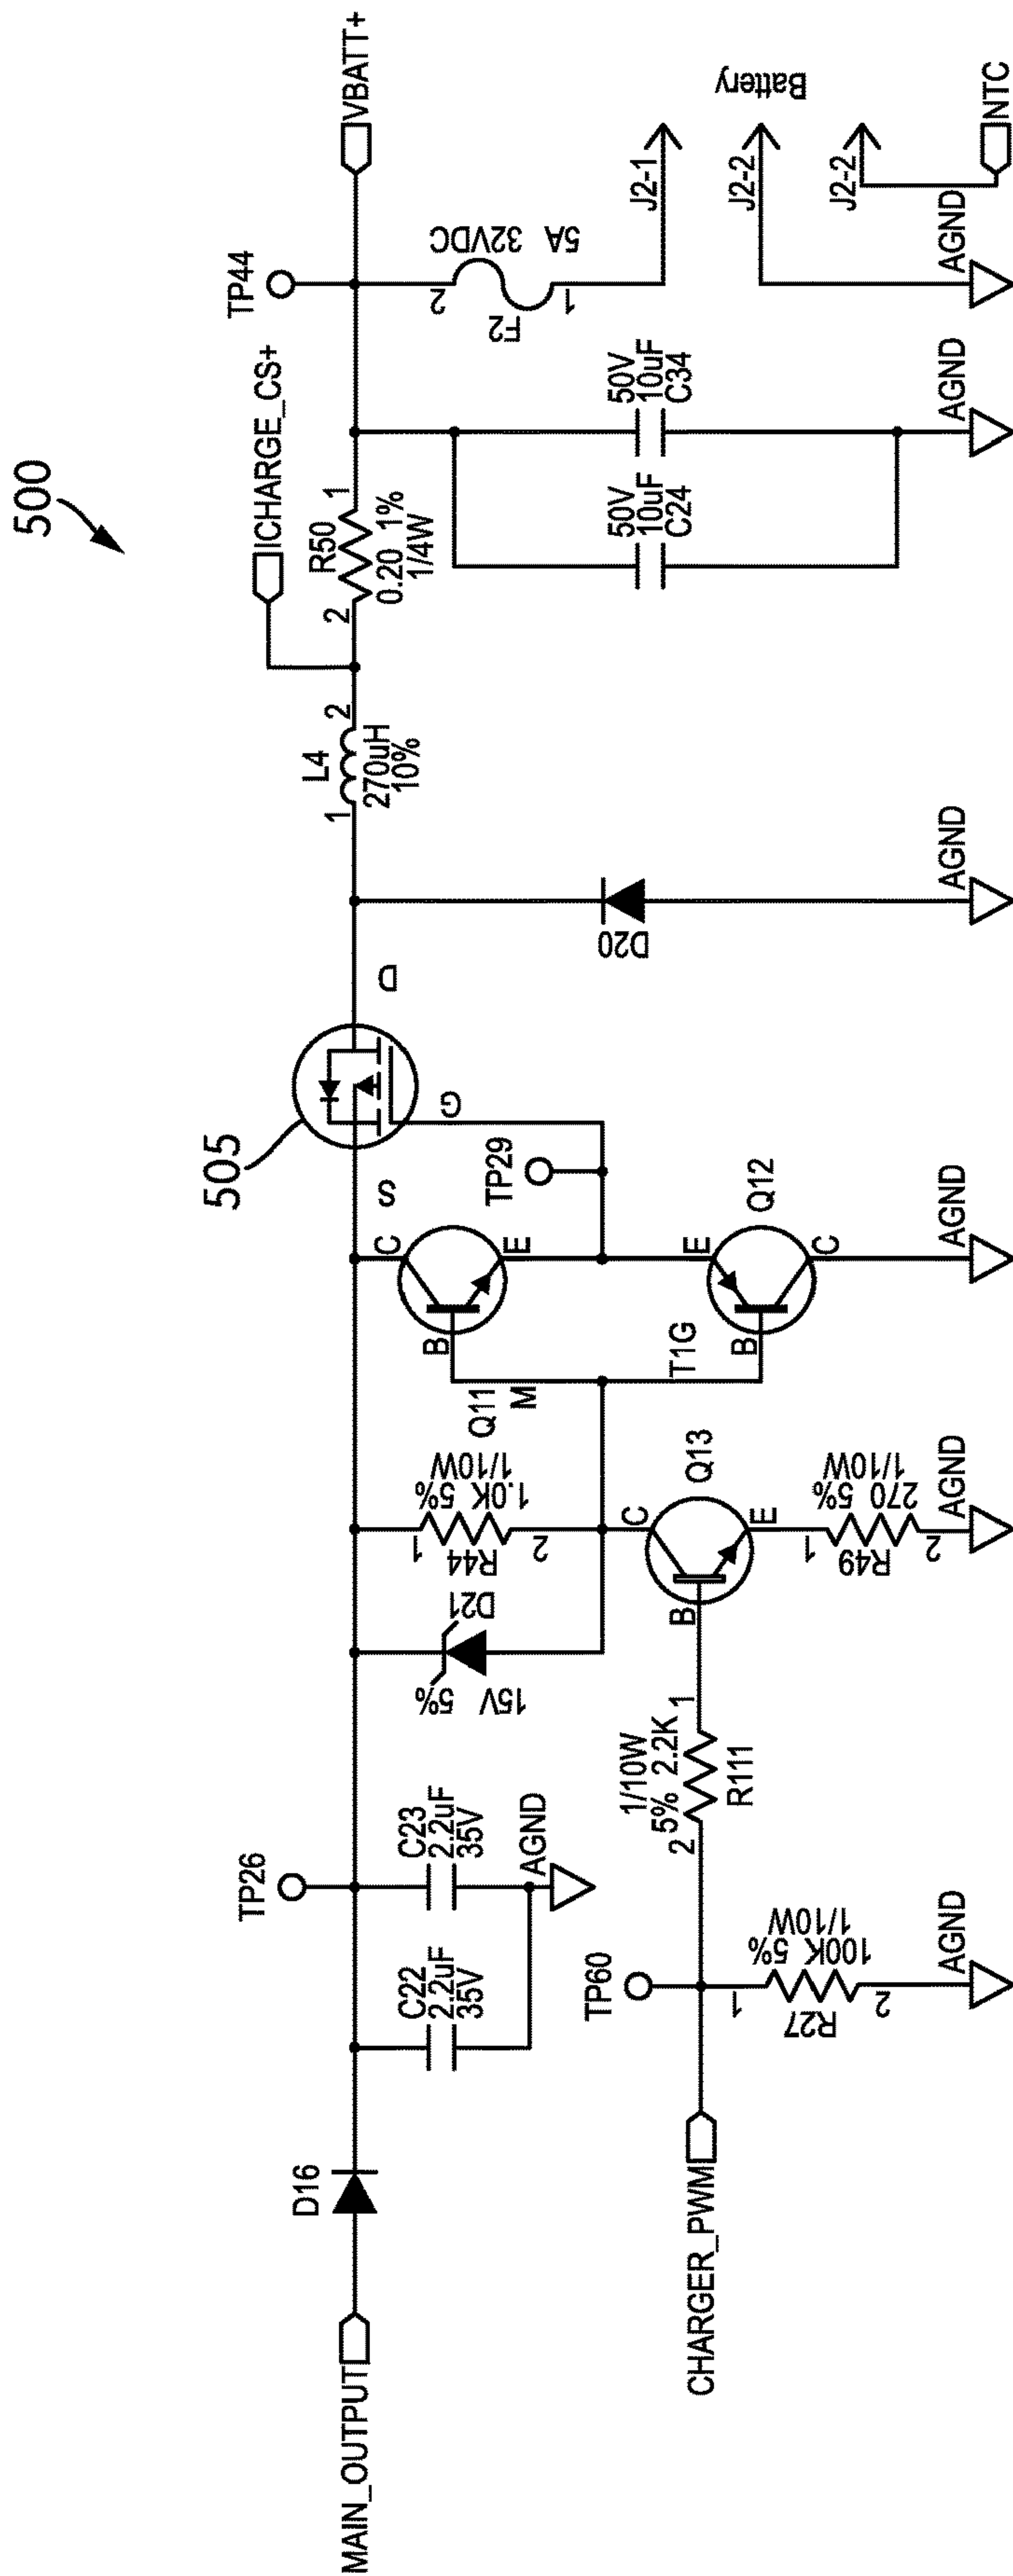 500
MAIN_OUTPUT
D16
TP26
C22
2.2uF
35V
C23
2.2uF
35V
AGND
5%
15V
D21
1
R44
2
1.0K 5%
1/10W
Q11
M
B
C
E
505
S
G
D
TP29
E
B
C
Q12
T1G
AGND
CHARGER_PWM
TP60
1
R27
2
100K 5%
1/10W
AGND
1/10W
5% 2.2K
2
1
R111
B
C
E
Q13
1
R49
2
270 5%
1/10W
AGND
D20
AGND
L4
1
2
270uH
10%
ICHARGE_CS+
R50
2
1
0.20 1%
1/4W
50V
10uF
C24
50V
10uF
C34
AGND
TP44
VBATT+
2
F2
1
5A 32VDC
J2-1
J2-2
J2-2
Battery
AGND
NTC